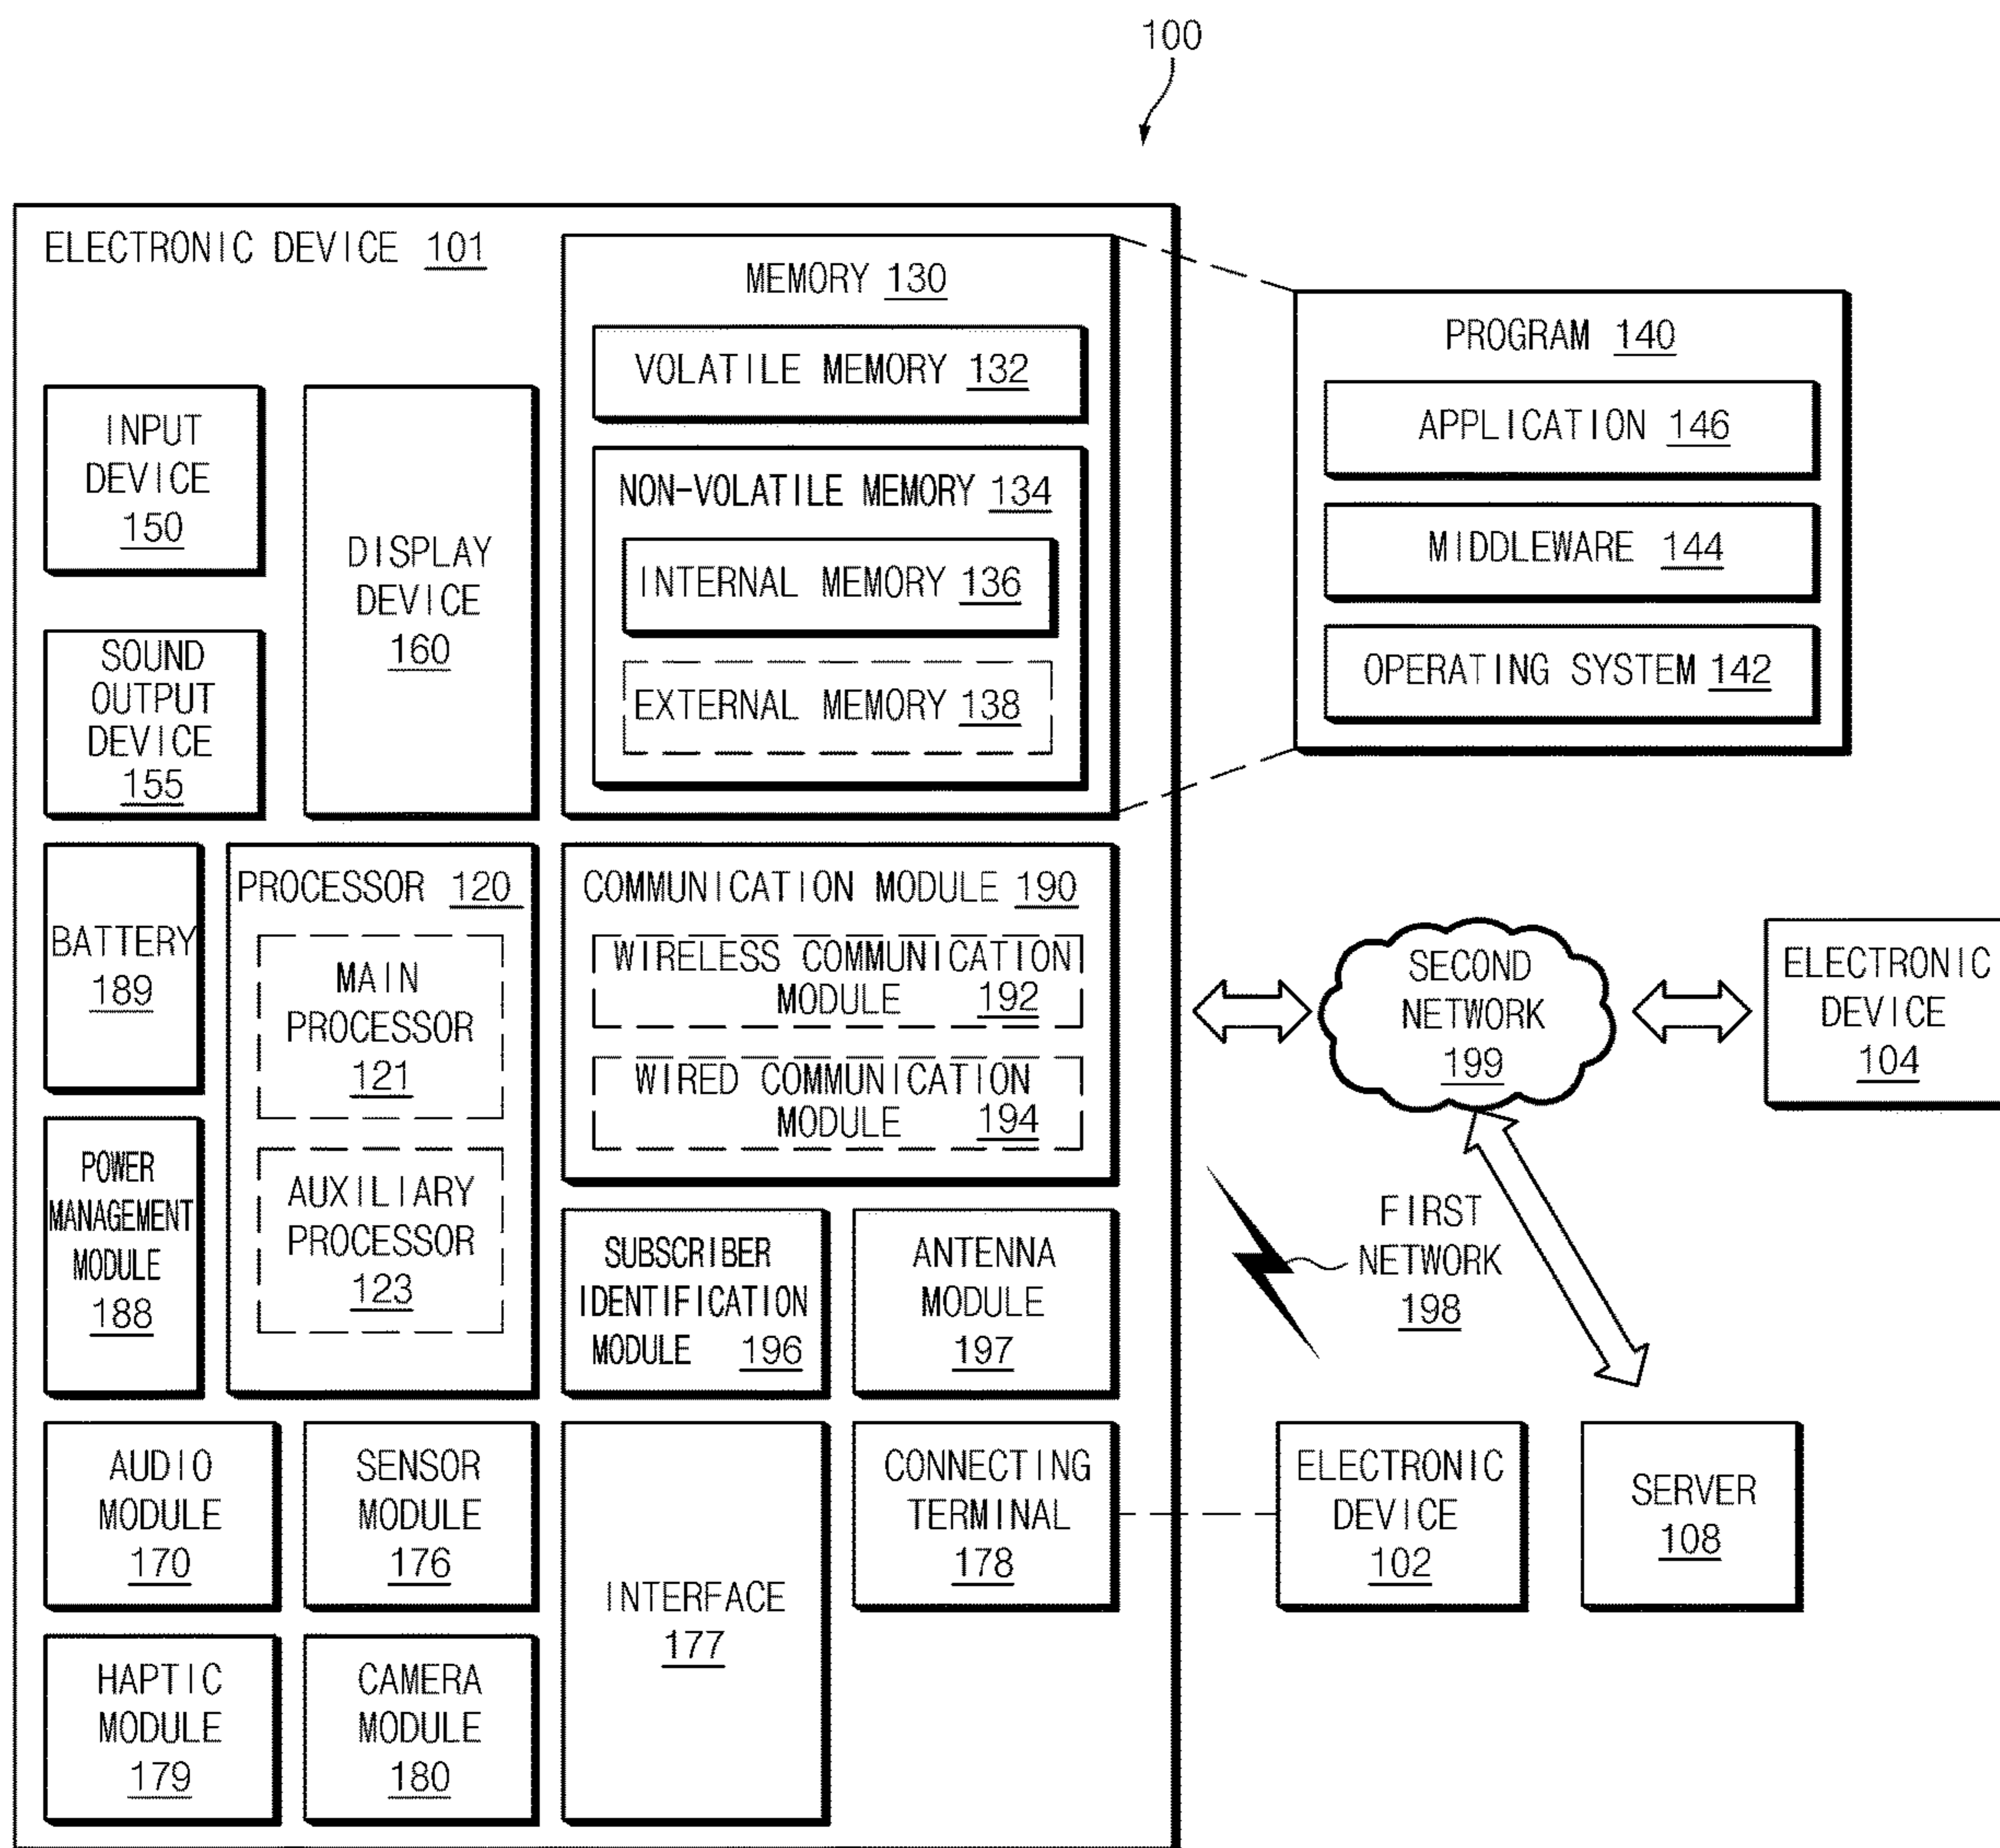 100
ELECTRONIC DEVICE 101
MEMORY 130
VOLATILE MEMORY 132
NON-VOLATILE MEMORY 134
INTERNAL MEMORY 136
EXTERNAL MEMORY 138
PROGRAM 140
APPLICATION 146
MIDDLEWARE 144
OPERATING SYSTEM 142
INPUT
DEVICE
150
SOUND
OUTPUT
DEVICE
155
DISPLAY
DEVICE
160
BATTERY
189
POWER
MANAGEMENT
MODULE
188
PROCESSOR 120
MAIN
PROCESSOR
121
AUXILIARY
PROCESSOR
123
COMMUNICATION MODULE 190
WIRELESS COMMUNICATION
MODULE 192
WIRED COMMUNICATION
MODULE 194
SUBSCRIBER
IDENTIFICATION
MODULE 196
ANTENNA
MODULE
197
SECOND
NETWORK
199
ELECTRONIC
DEVICE
104
FIRST
NETWORK
198
AUDIO
MODULE
170
SENSOR
MODULE
176
INTERFACE
177
CONNECTING
TERMINAL
178
ELECTRONIC
DEVICE
102
SERVER
108
HAPTIC
MODULE
179
CAMERA
MODULE
180